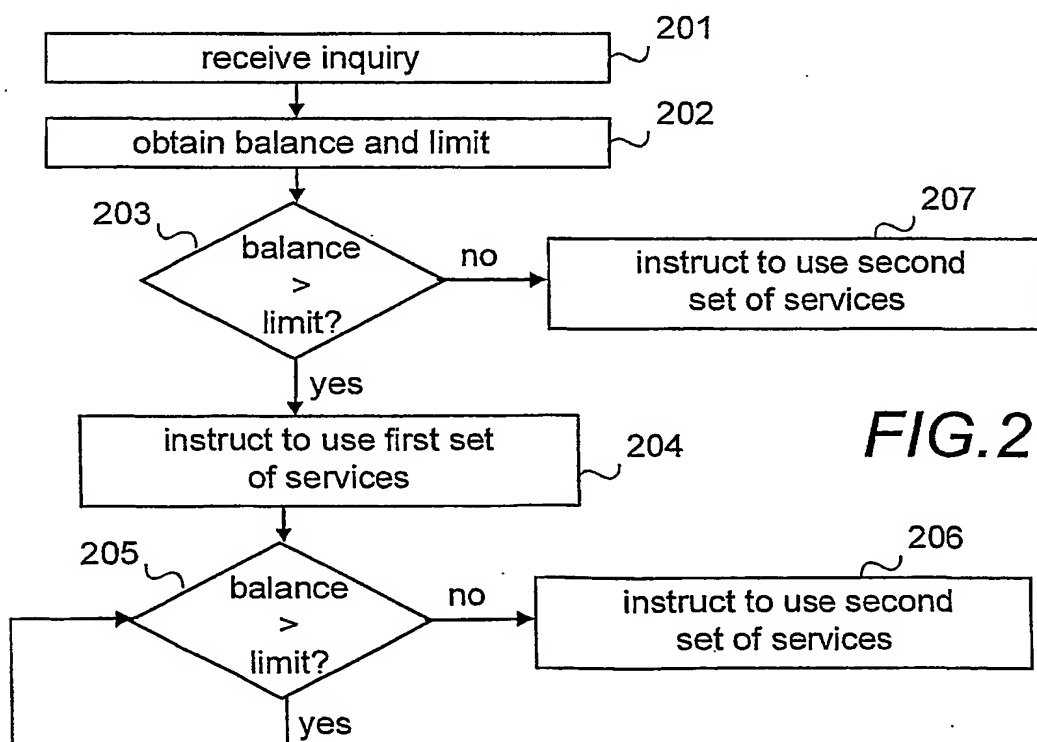 201
receive inquiry
202
obtain balance and limit
203
balance
>
limit?
no
207
instruct to use second
set of services
yes
instruct to use first set
of services
204
FIG.2
205
balance
>
limit?
no
206
instruct to use second
set of services
yes